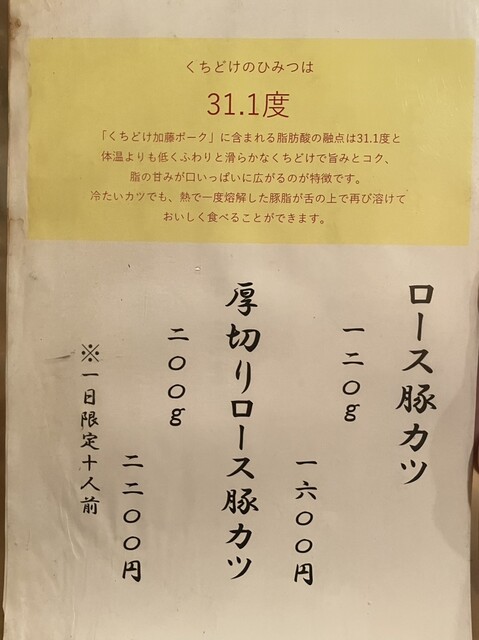 くちどけのひみつは
31.1度
「くちどけ加藤ポーク」に含まれる脂肪酸の融点は31.1度と
体温よりも低くふわりと滑らかなくちどけで旨みとコク、
脂の甘みが口いっぱいに広がるのが特徴です。
冷たいカツでも、熱で一度溶解した豚脂が舌の上で再び溶けて
おいしく食べることができます。
ロース豚カツ
一二〇g
一六〇〇円
厚切りロース豚カツ
二〇〇g
二二〇〇円
※一日限定十人前